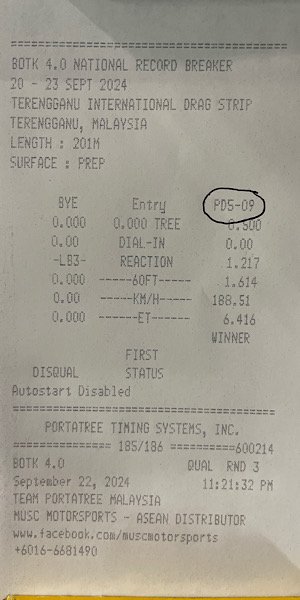 ==================================
BOTK 4.0 NATIONAL RECORD BREAKER
20 - 23 SEPT 2024
TERENGGANU INTERNATIONAL DRAG STRIP
TERENGGANU, MALAYSIA
LENGTH : 201M
SURFACE : PREP
BYE Entry PD5-09
0.000 0.000 TREE 0.500
0.00 DIAL-IN 0.00
-LB3- REACTION 1.217
0.000 ------60FT------ 1.614
0.00 ------KM/H------ 188.51
0.000 -------ET------- 6.416
WINNER
FIRST
DISQUAL STATUS
Autostart Disabled
==================================
PORTATREE TIMING SYSTEMS, INC.
============== 185/186 ==========600214
BOTK 4.0 QUAL RND 3
September 22, 2024 11:21:32 PM
TEAM PORTATREE MALAYSIA
MUSC MOTORSPORTS - ASEAN DISTRIBUTOR
www.facebook.com/muscmotorsports
+6016-6681490